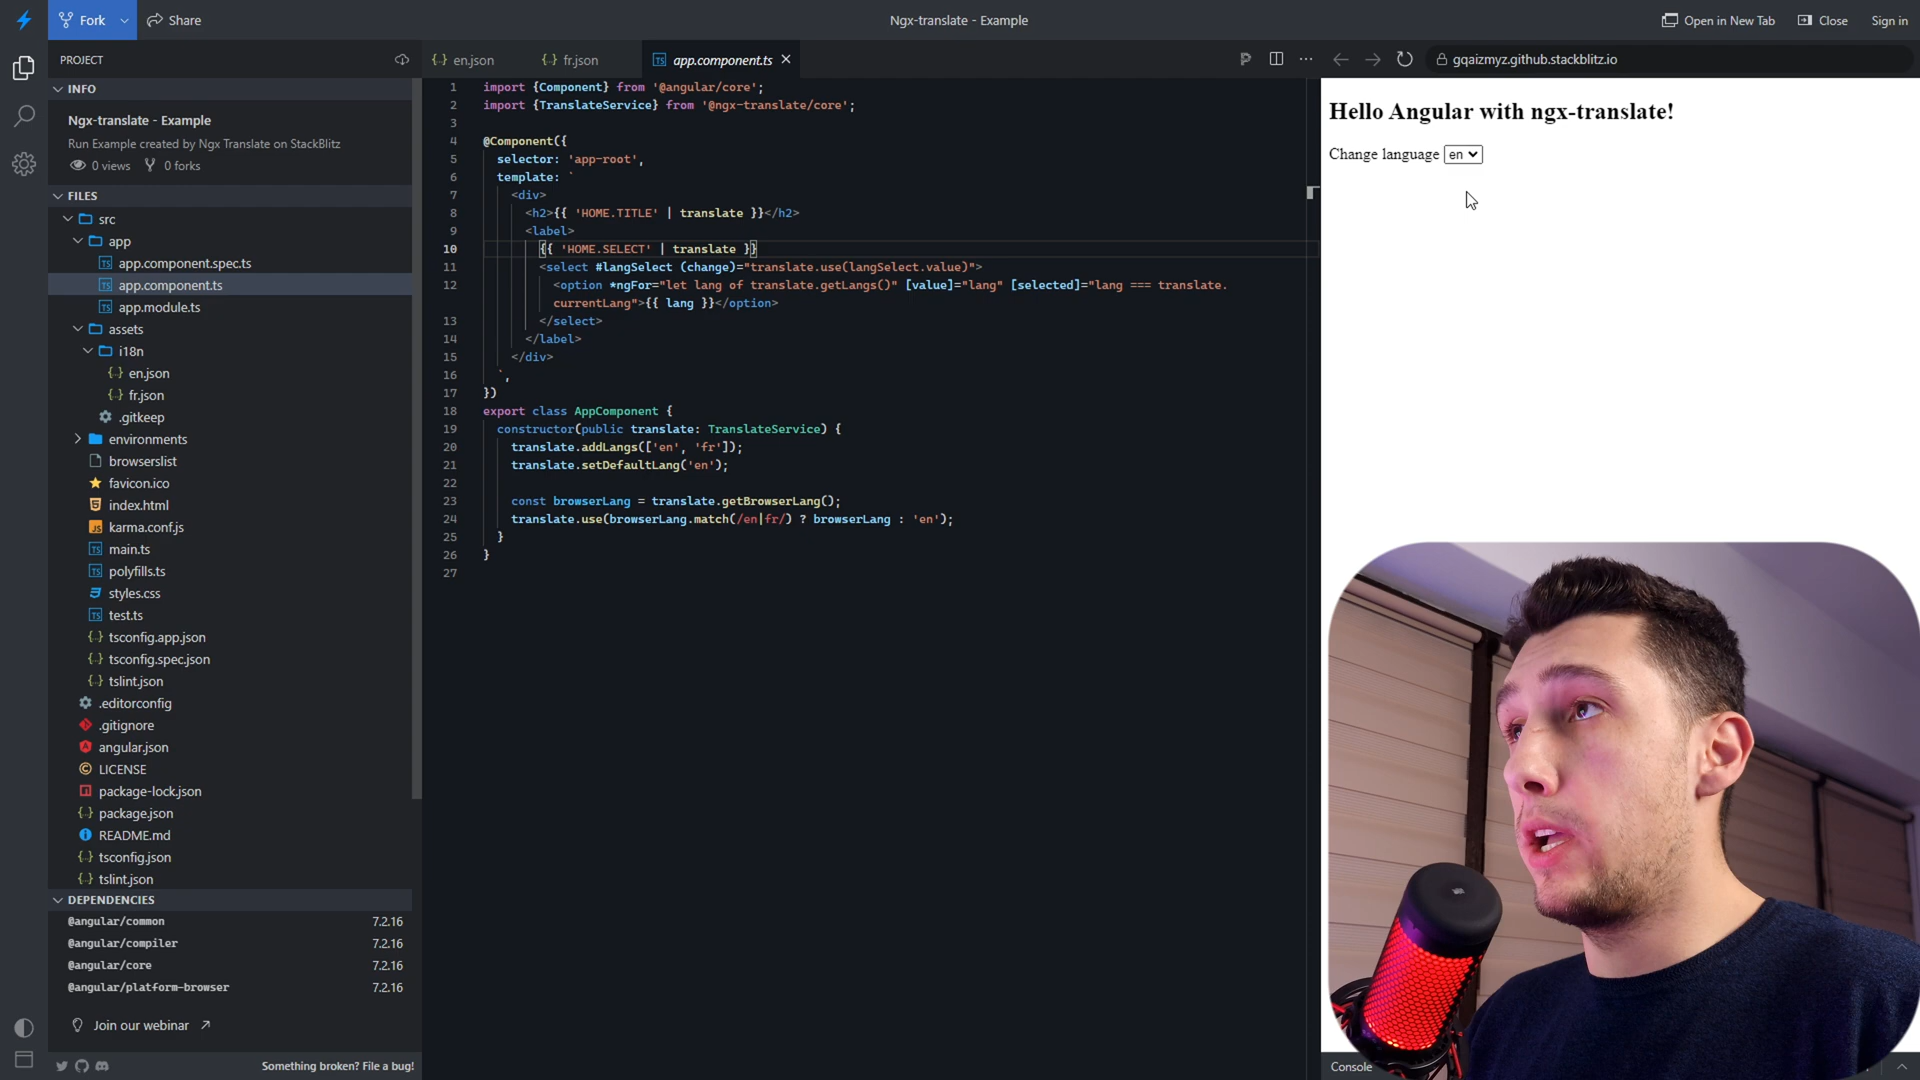 Fork
Share
Ngx-translate - Example
Open in New Tab
Close
Sign in
PROJECT
en.json
fr.json
app.component.ts
gqaizmyz.github.stackblitz.io
INFO
Ngx-translate - Example
Run Example created by Ngx Translate on StackBlitz
0 views
0 forks
FILES
src
app
app.component.spec.ts
app.component.ts
app.module.ts
assets
i18n
en.json
fr.json
.gitkeep
environments
browserslist
favicon.ico
index.html
karma.conf.js
main.ts
polyfills.ts
styles.css
test.ts
tsconfig.app.json
tsconfig.spec.json
tslint.json
.editorconfig
.gitignore
angular.json
LICENSE
package-lock.json
package.json
README.md
tsconfig.json
tslint.json
DEPENDENCIES
@angular/common 7.2.16
@angular/compiler 7.2.16
@angular/core 7.2.16
@angular/platform-browser 7.2.16
Join our webinar
Something broken? File a bug!
1 import {Component} from '@angular/core';
2 import {TranslateService} from '@ngx-translate/core';
3
4 @Component({
5 selector: 'app-root',
6 template: `
7 <div>
8 <h2>{{ 'HOME.TITLE' | translate }}</h2>
9 <label>
10 {{ 'HOME.SELECT' | translate }}
11 <select #langSelect (change)="translate.use(langSelect.value)">
12 <option *ngFor="let lang of translate.getLangs()" [value]="lang" [selected]="lang === translate.
currentLang">{{ lang }}</option>
13 </select>
14 </label>
15 </div>
16 `,
17 })
18 export class AppComponent {
19 constructor(public translate: TranslateService) {
20 translate.addLangs(['en', 'fr']);
21 translate.setDefaultLang('en');
22
23 const browserLang = translate.getBrowserLang();
24 translate.use(browserLang.match(/en|fr/) ? browserLang : 'en');
25 }
26 }
27
Hello Angular with ngx-translate!
Change language en
Console